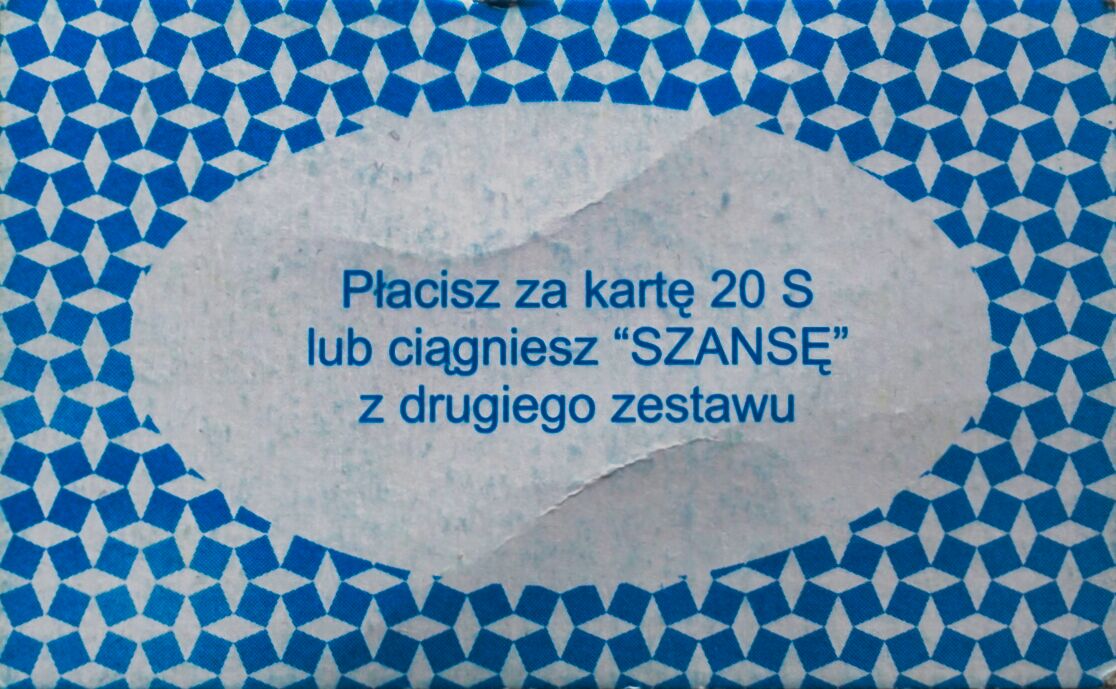 Płacisz za kartę 20 S
lub ciągniesz “SZANSĘ”
z drugiego zestawu